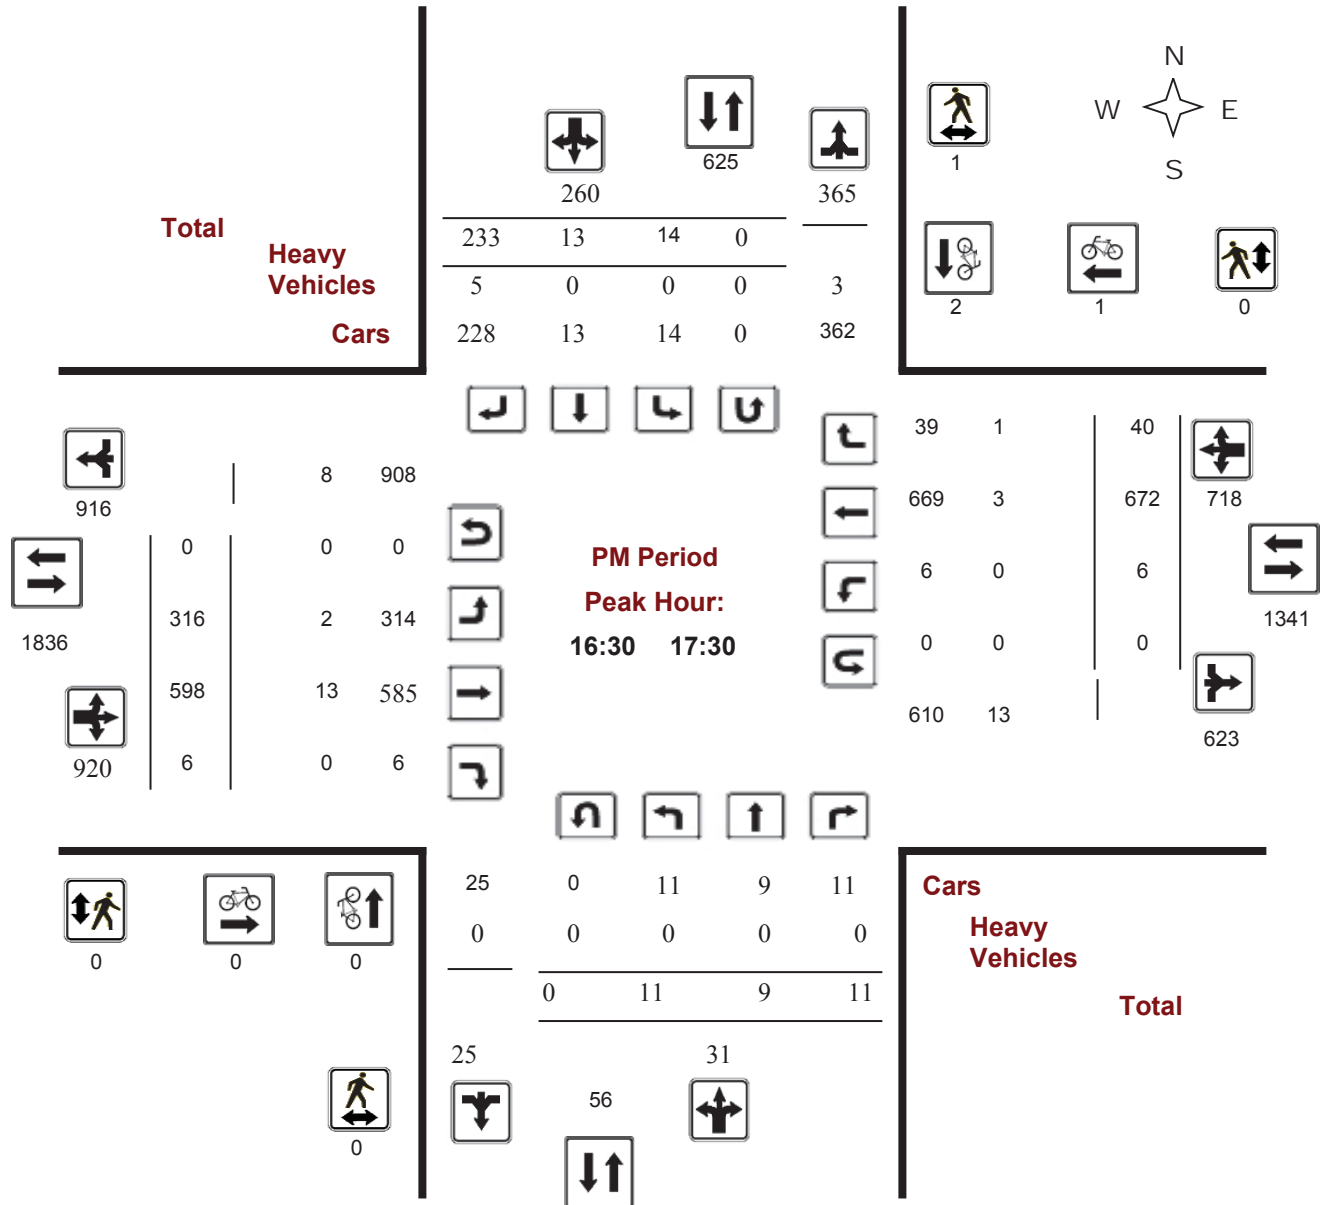 N
W E
S
625
1
260
365
Total
233 13 14 0
Heavy
Vehicles
5 0 0 0 3
2 1 0
Cars
228 13 14 0 362
39 1 40
8 908
916
669 3 672 718
0 0 0
PM Period
6 0 6
Peak Hour:
316 2 314
1341
1836
16:30 17:30
0 0 0
598 13 585
610 13
623
920 6 0 6
25 0 11 9 11
Cars
Heavy
Vehicles
0 0 0 0 0
0 0 0
0 11 9 11
Total
25 31
56
0